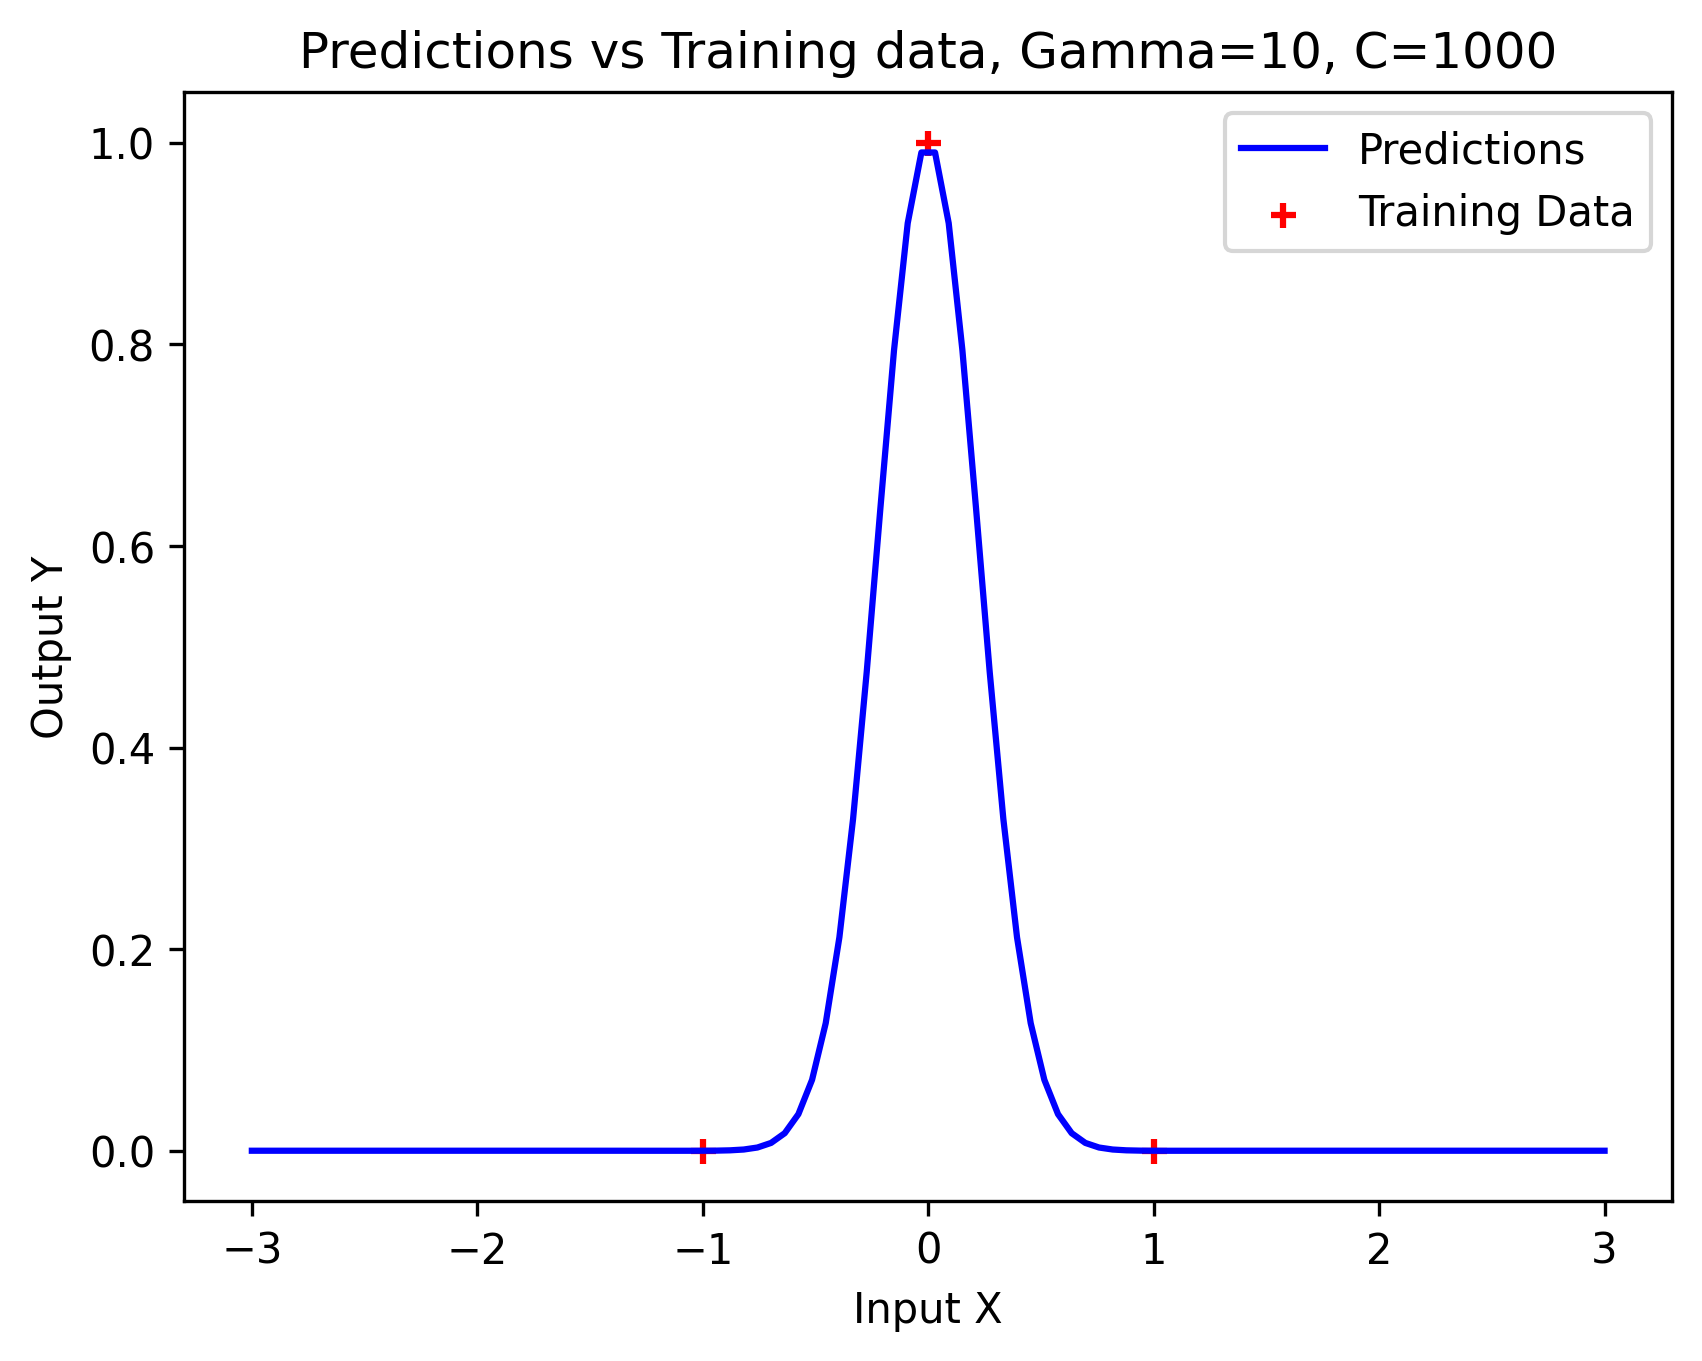 Predictions vs Training data, Gamma=10, C=1000
Predictions
Training Data
1.0
0.8
0.6
0.4
0.2
0.0
Output Y
−3
−2
−1
0
1
2
3
Input X